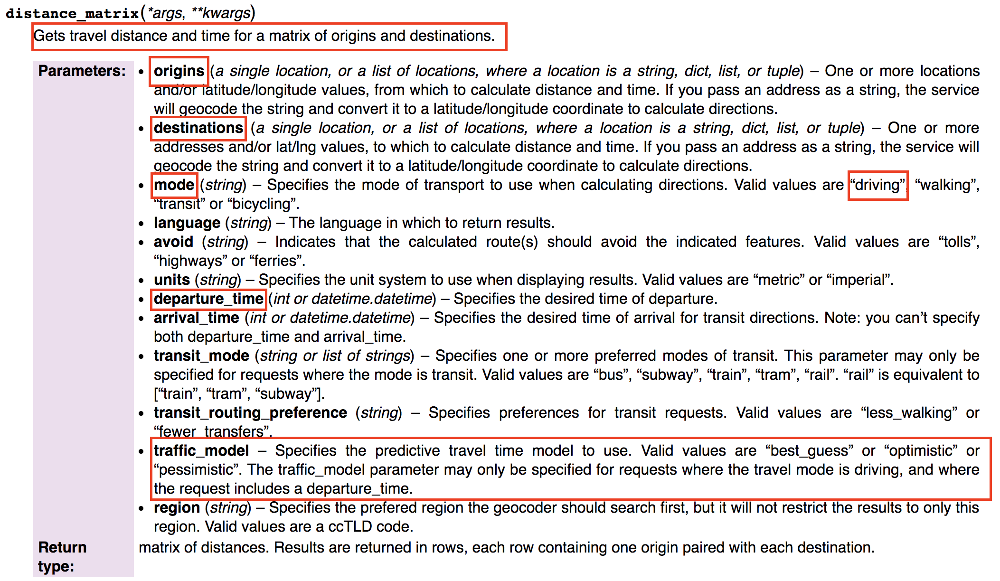 distance_matrix(*args, **kwargs)
Gets travel distance and time for a matrix of origins and destinations.
Parameters:
• origins (a single location, or a list of locations, where a location is a string, dict, list, or tuple) – One or more locations
and/or latitude/longitude values, from which to calculate distance and time. If you pass an address as a string, the service
will geocode the string and convert it to a latitude/longitude coordinate to calculate directions.
• destinations (a single location, or a list of locations, where a location is a string, dict, list, or tuple) – One or more
addresses and/or lat/lng values, to which to calculate distance and time. If you pass an address as a string, the service will
geocode the string and convert it to a latitude/longitude coordinate to calculate directions.
• mode (string) – Specifies the mode of transport to use when calculating directions. Valid values are “driving”, “walking”,
“transit” or “bicycling”.
• language (string) – The language in which to return results.
• avoid (string) – Indicates that the calculated route(s) should avoid the indicated features. Valid values are “tolls”,
“highways” or “ferries”.
• units (string) – Specifies the unit system to use when displaying results. Valid values are “metric” or “imperial”.
• departure_time (int or datetime.datetime) – Specifies the desired time of departure.
• arrival_time (int or datetime.datetime) – Specifies the desired time of arrival for transit directions. Note: you can’t specify
both departure_time and arrival_time.
• transit_mode (string or list of strings) – Specifies one or more preferred modes of transit. This parameter may only be
specified for requests where the mode is transit. Valid values are “bus”, “subway”, “train”, “tram”, “rail”. “rail” is equivalent to
[“train”, “tram”, “subway”].
• transit_routing_preference (string) – Specifies preferences for transit requests. Valid values are “less_walking” or
“fewer_transfers”.
• traffic_model – Specifies the predictive travel time model to use. Valid values are “best_guess” or “optimistic” or
“pessimistic”. The traffic_model parameter may only be specified for requests where the travel mode is driving, and where
the request includes a departure_time.
• region (string) – Specifies the prefered region the geocoder should search first, but it will not restrict the results to only this
region. Valid values are a ccTLD code.
Return
type:
matrix of distances. Results are returned in rows, each row containing one origin paired with each destination.